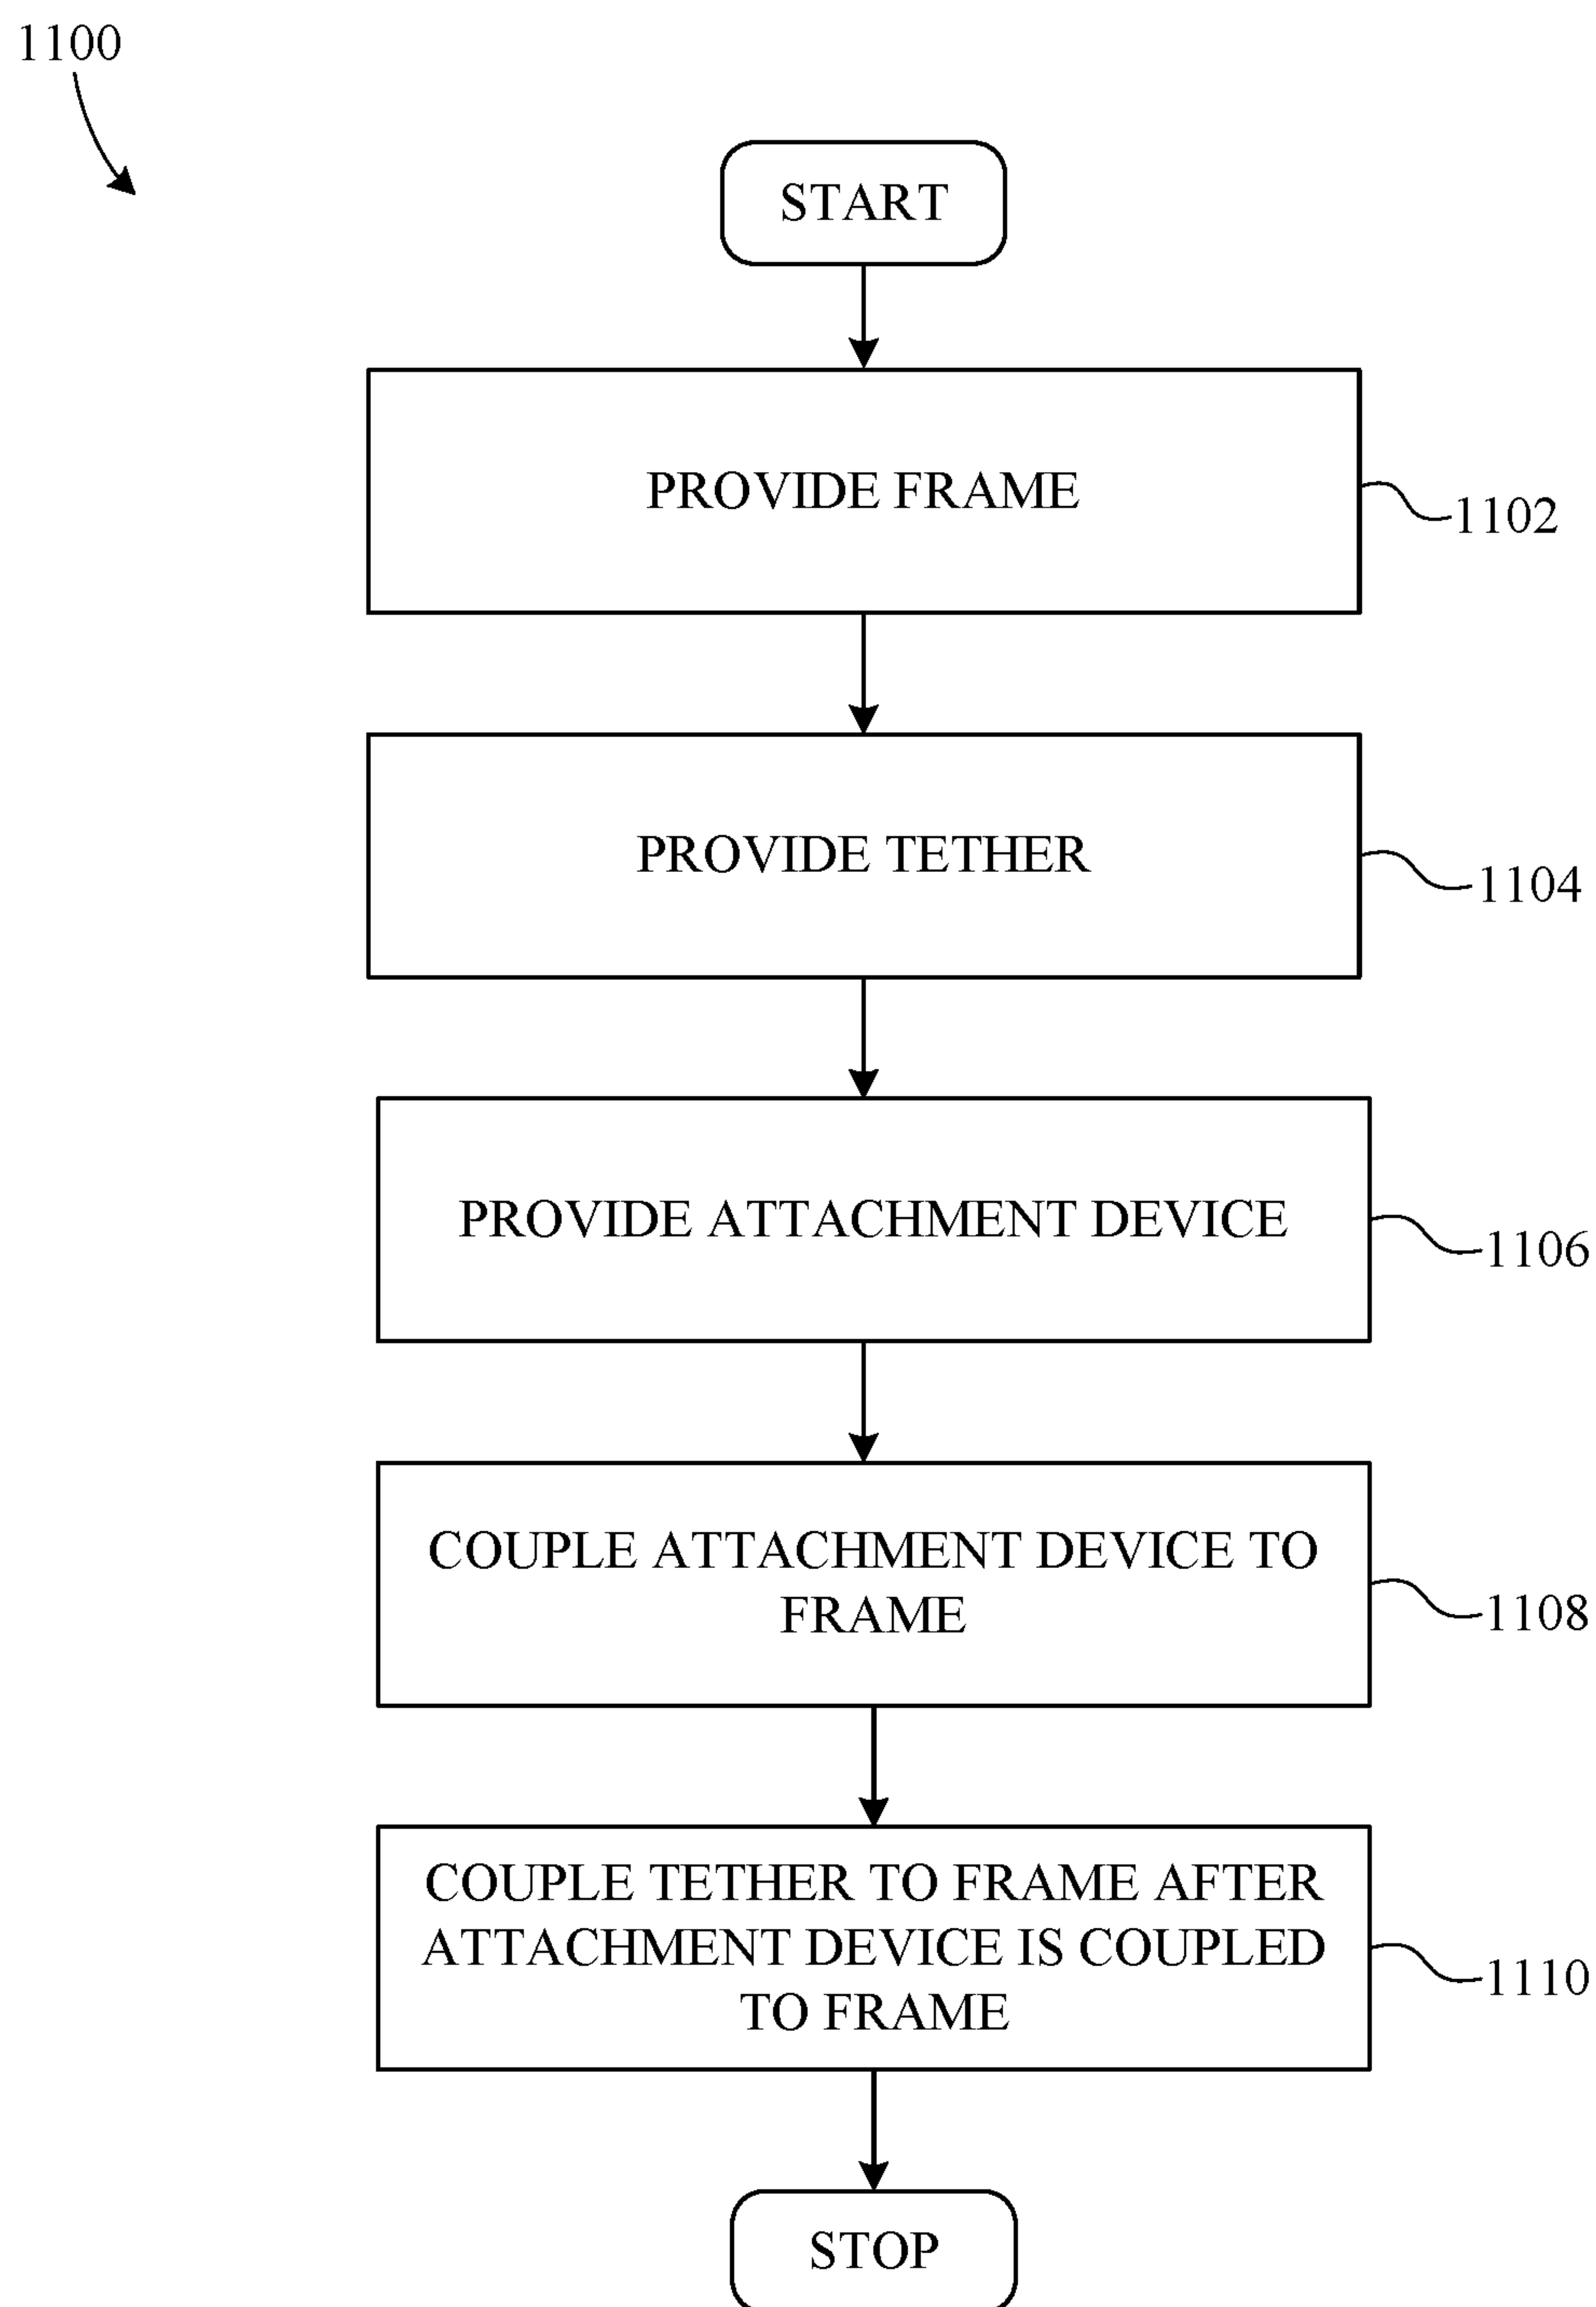 1100
START
PROVIDE FRAME
1102
PROVIDE TETHER
1104
PROVIDE ATTACHMENT DEVICE
1106
COUPLE ATTACHMENT DEVICE TO
FRAME
1108
COUPLE TETHER TO FRAME AFTER
ATTACHMENT DEVICE IS COUPLED
TO FRAME
1110
STOP